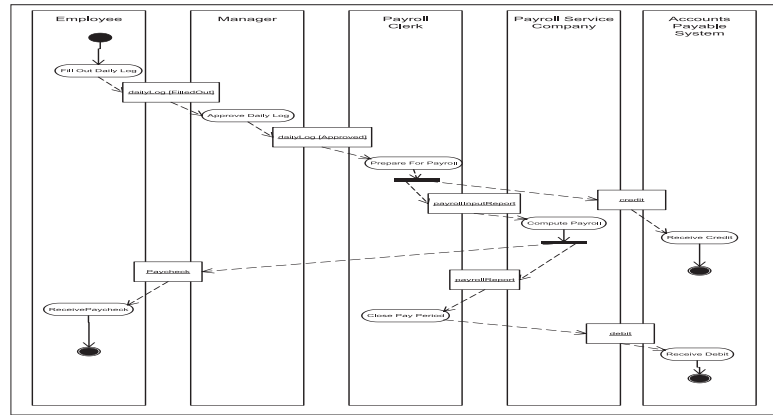 Employee
Manager
Payroll
Clerk
Payroll Service
Company
Accounts
Payable
System
Fill Out Daily Log
dailyLog [FilledOut]
Approve Daily Log
dailyLog [Approved]
Prepare For Payroll
payrollInputReport
credit
Compute Payroll
Receive Credit
Paycheck
payrollReport
ReceivePaycheck
Close Pay Period
debit
Receive Debit